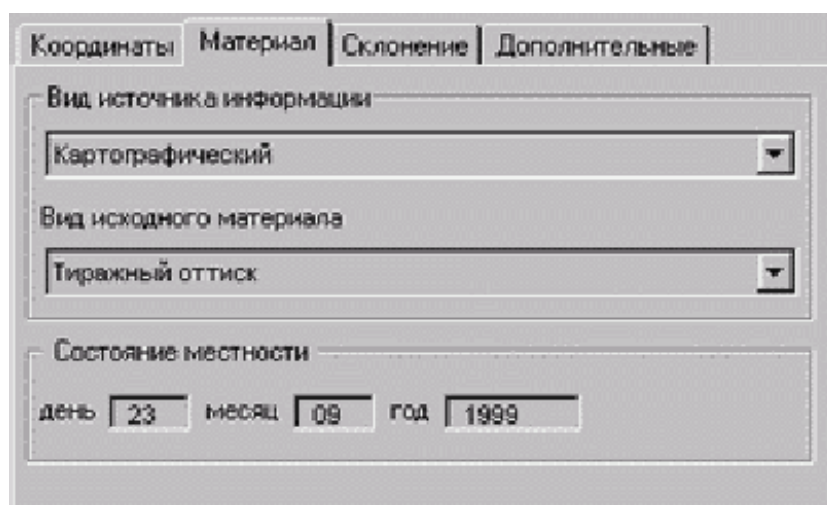 Координаты Материал Склонение Дополнительные
Вид источника информации
Картографический
Вид исходного материала
Тиражный оттиск
Состояние местности
день 23 месяц 09 год 1999